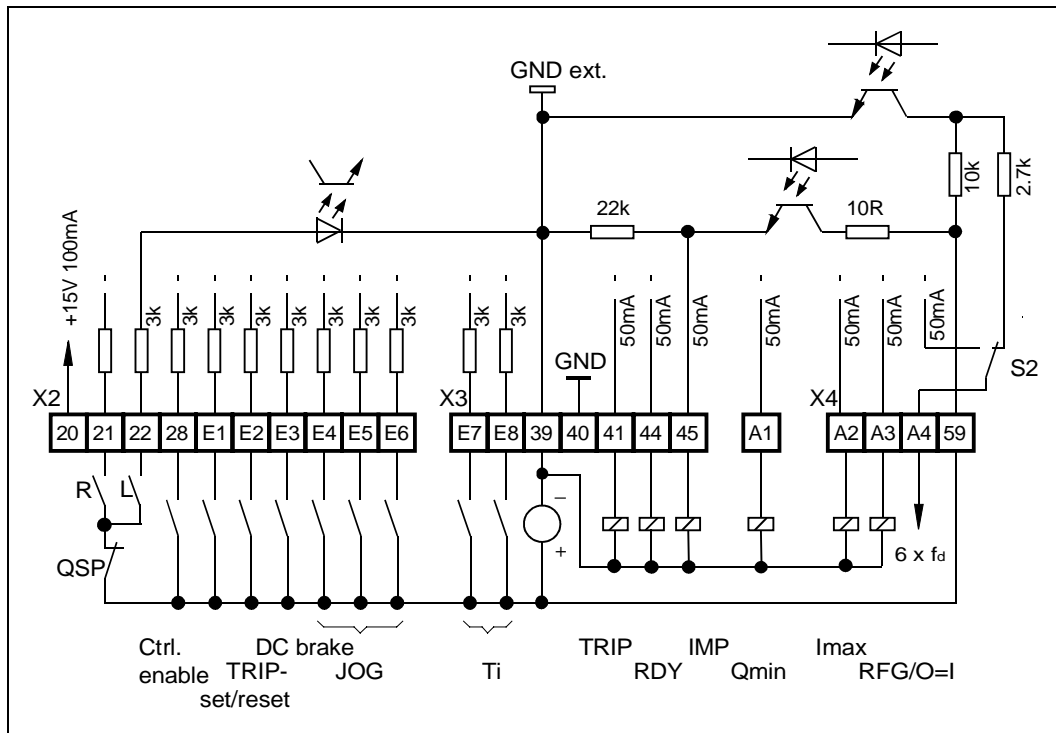 GND ext.
10k
2.7k
22k
10R
+15V 100mA
3k
3k
3k
3k
3k
3k
3k
3k
3k
3k
50mA
50mA
50mA
50mA
50mA
50mA
50mA
GND
S2
X2
X3
X4
20 21 22 28 E1 E2 E3 E4 E5 E6
E7 E8 39 40 41 44 45
A1
A2 A3 A4 59
R L
–
+
QSP
6 x fd
Ctrl. enable
DC brake
TRIP-set/reset
JOG
Ti
TRIP
RDY
IMP
Qmin
Imax
RFG/O=I